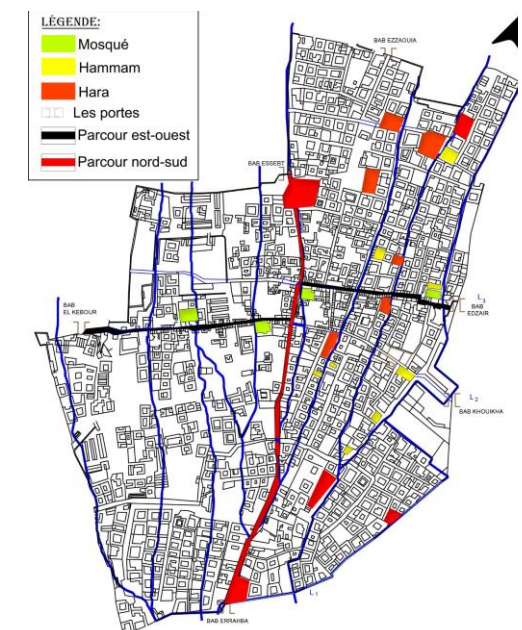 LÉGENDE:
Mosqué
Hammam
Hara
Les portes
Parcour est-ouest
Parcour nord-sud
BAB EZZAOUIA
BAB ESSEBT
BAB
EL KEBOUR
L3
BAB
EDZAIR
L2
BAB KHOUIKHA
L1
BAB ERRAHBA